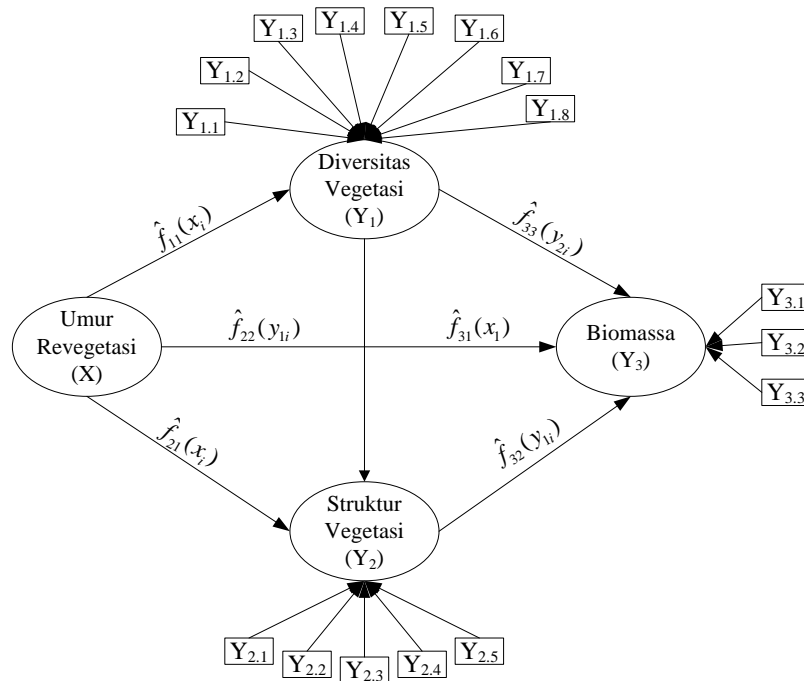 Y1.4
Y1.5
Y1.3
Y1.6
Y1.2
Y1.7
Y1.1
Y1.8
Diversitas
Vegetasi
(Y1)
f̂11(xi)
f̂33(y2i)
Umur
Revegetasi
(X)
f̂22(y1i)
f̂31(x1)
Biomassa
(Y3)
Y3.1
Y3.2
Y3.3
f̂21(xi)
f̂32(y1i)
Struktur
Vegetasi
(Y2)
Y2.1
Y2.2
Y2.3
Y2.4
Y2.5